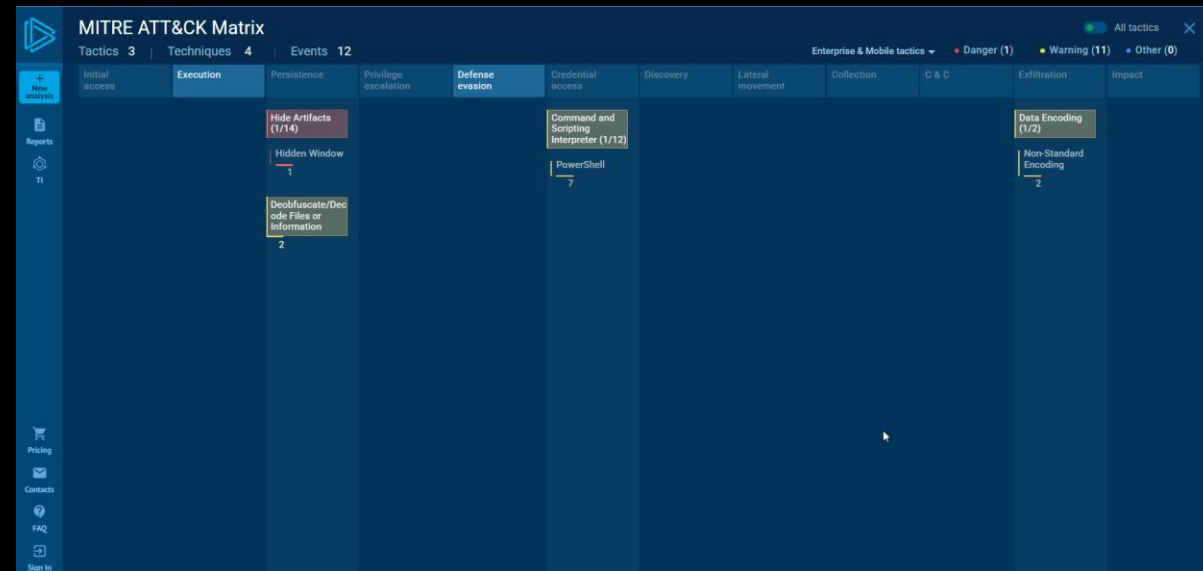 MITRE ATT&CK Matrix
All tactics
Tactics 3 | Techniques 4 | Events 12
Enterprise & Mobile tactics
Danger (1)
Warning (11)
Other (0)
+
New
analysis
Reports
TI
Pricing
Contacts
FAQ
Sign In
Initial
access
Execution
Persistence
Privilege
escalation
Defense
evasion
Credential
access
Discovery
Lateral
movement
Collection
C & C
Exfiltration
Impact
Hide Artifacts
(1/14)
Hidden Window
1
Deobfuscate/Dec
ode Files or
Information
2
Command and
Scripting
Interpreter (1/12)
PowerShell
7
Data Encoding
(1/2)
Non-Standard
Encoding
2